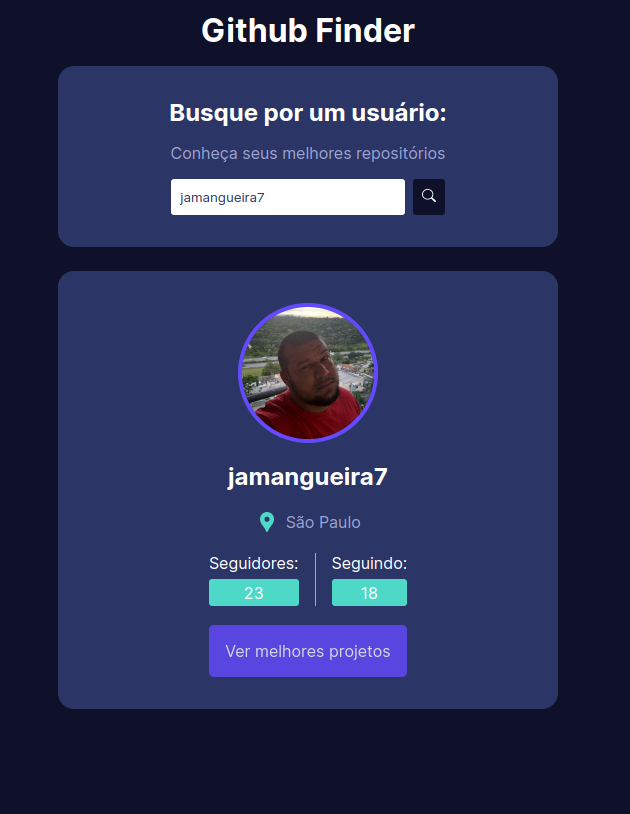 Github Finder
Busque por um usuário:
Conheça seus melhores repositórios
jamangueira7
jamangueira7
São Paulo
Seguidores: Seguindo:
23 18
Ver melhores projetos